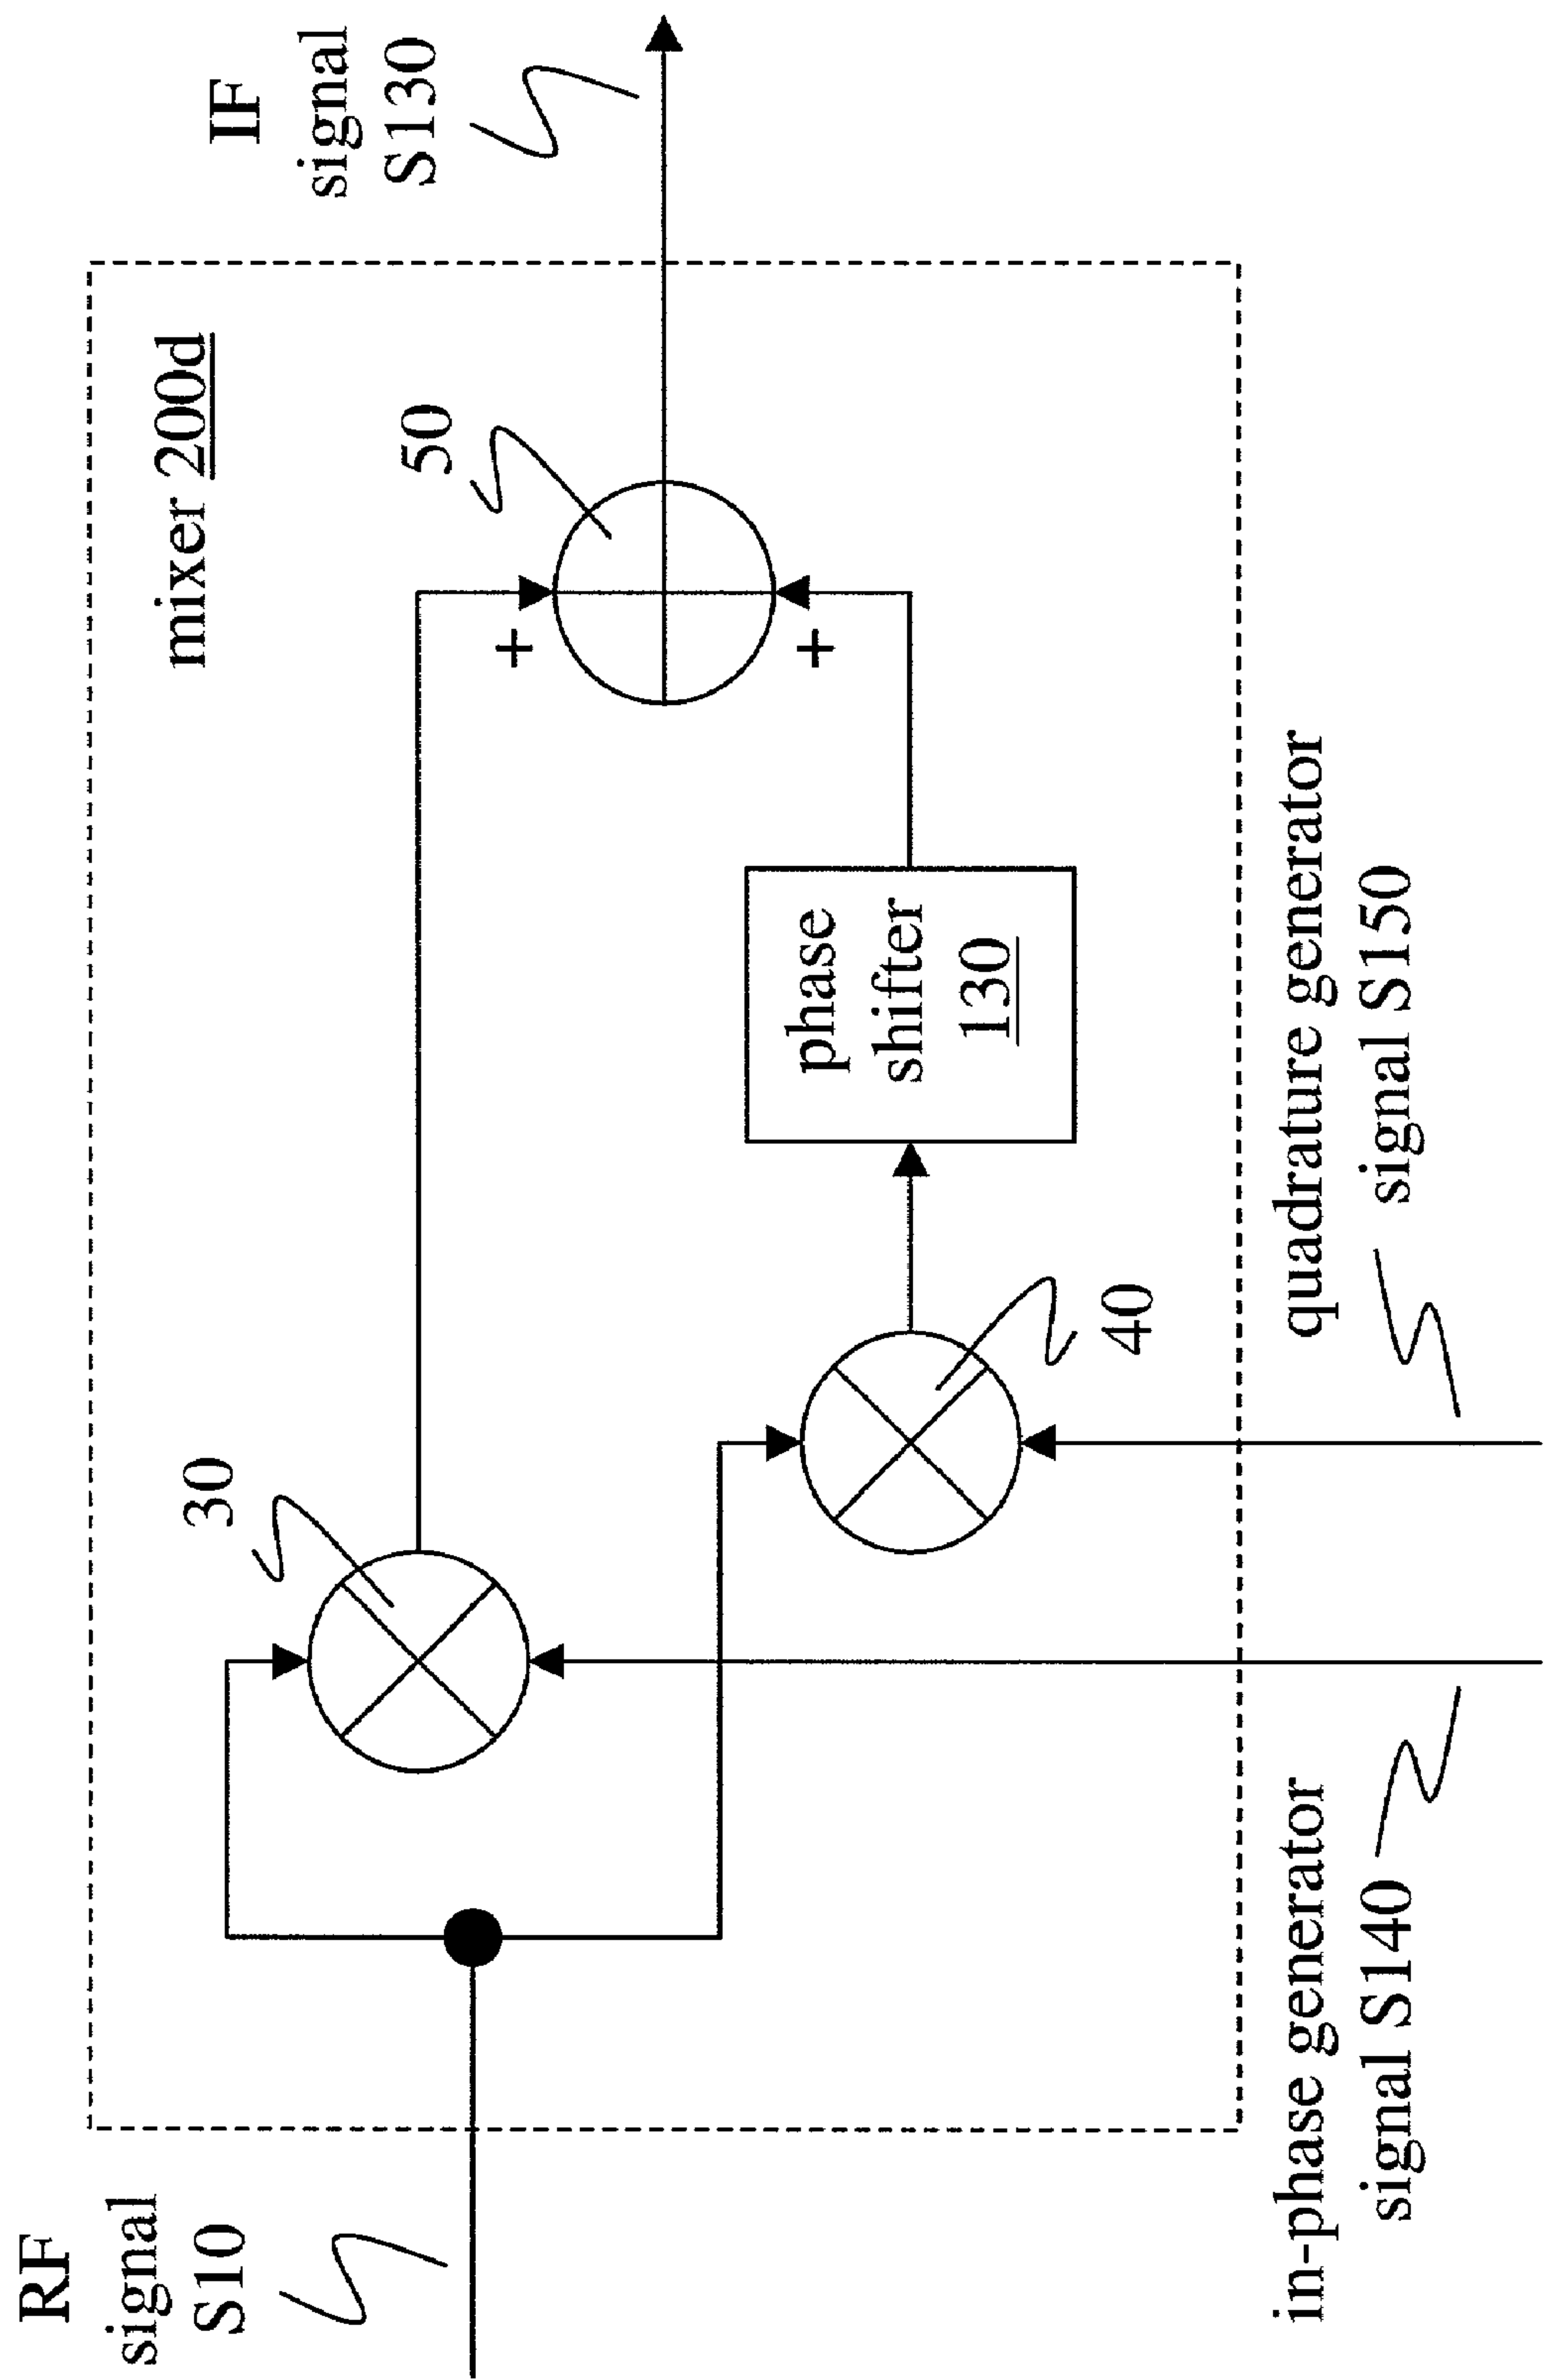 RF
signal
S10
IF
signal
S130
mixer 200d
30
50
+
+
40
phase
shifter
130
in-phase generator
signal S140
quadrature generator
signal S150